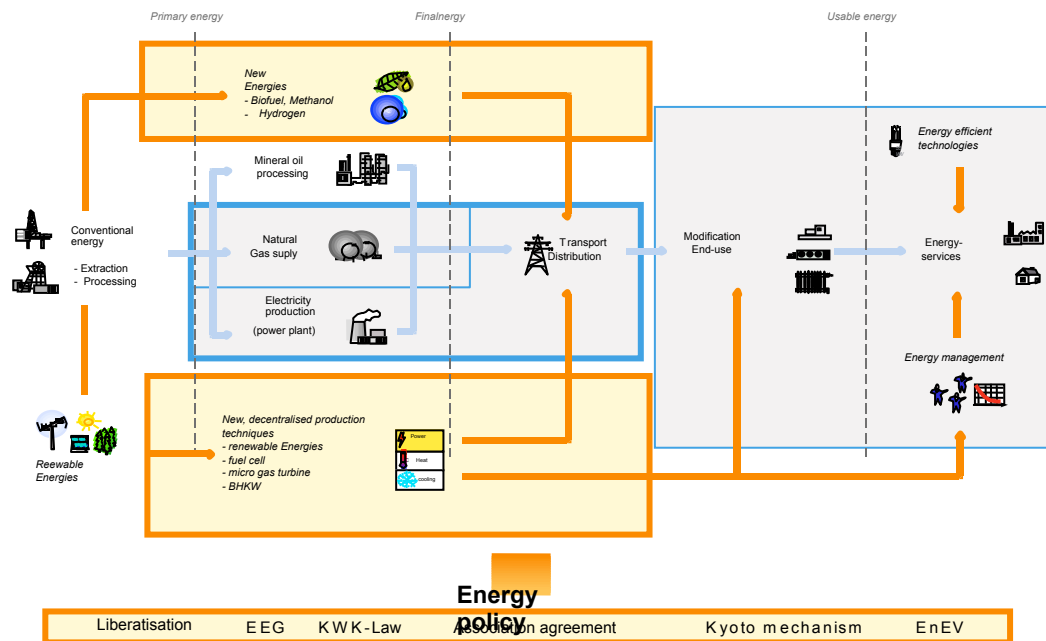 Primary energy
Finalnergy
Usable energy
New
Energies
- Biofuel, Methanol
- Hydrogen
Energy efficient
technologies
Mineral oil
processing
Conventional
energy
- Extraction
- Processing
Natural
Gas suply
Transport
Distribution
Modification
End-use
Energy-
services
Electricity
production
(power plant)
Energy management
Reewable
Energies
New, decentralised production
techniques
- renewable Energies
- fuel cell
- micro gas turbine
- BHKW
Power
Heat
cooling
Energy
policy
Liberatisation EEG KWK-Law Association agreement Kyoto mechanism EnEV